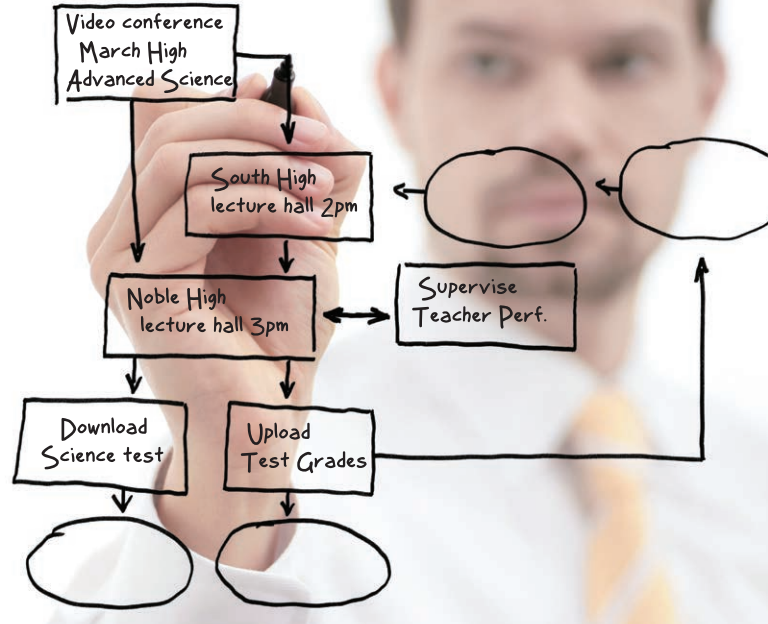 Video conference
March High
Advanced Science
South High
lecture hall 2pm
Noble High
lecture hall 3pm
Supervise
Teacher Perf.
Download
Science test
Upload
Test Grades